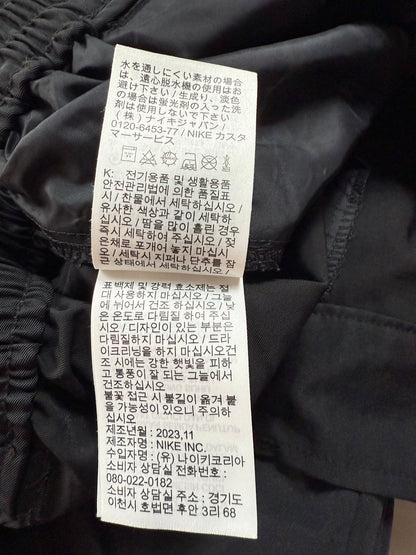 水を通しにくい素材の場合
は、遠心脱水機の使用はお
避け下さい / 生成り、淡色
の場合は蛍光剤の入った洗
剤は使用しないで下さい
(株) ナイキジャパン /
0120-6453-77 / NIKE カスタ
マーサービス
K: 전기용품 및 생활용품
안전관리법에 의한 품질표
시 / 찬물에서 세탁하십시오 /
유사한 색상과 같이 세탁하
십시오 / 땀을 많이 흘린 경우
즉시 세탁하여 주십시오 / 젖
은채로 포개어 놓지 마십시
오 / 세탁시 지퍼나 단추를 잠
근 상태에서 세탁하십시오 /
표백제 및 강력 효소제는 절
대 사용하지 마십시오 / 그늘
에 뉘어서 건조 하십시오 / 낮
은 온도로 다림질 하여 주십
시오 / 디자인이 있는 부분은
다림질 하지 마십시오 / 드라
이크리닝을 하지 마십시오건
조 시에는 강한 햇빛을 피하
고 통풍이 잘 되는 그늘에서
건조하십시오
불꽃 접근 시 불길이 옮겨 붙
을 가능성이 있으니 주의하
십시오
제조년월 : 2023,11
제조자명 : NIKE INC.
수입자명 : (유) 나이키코리아
소비자 상담실 전화번호 :
080-022-0182
소비자 상담실 주소 : 경기도
이천시 호법면 후안 3리 68